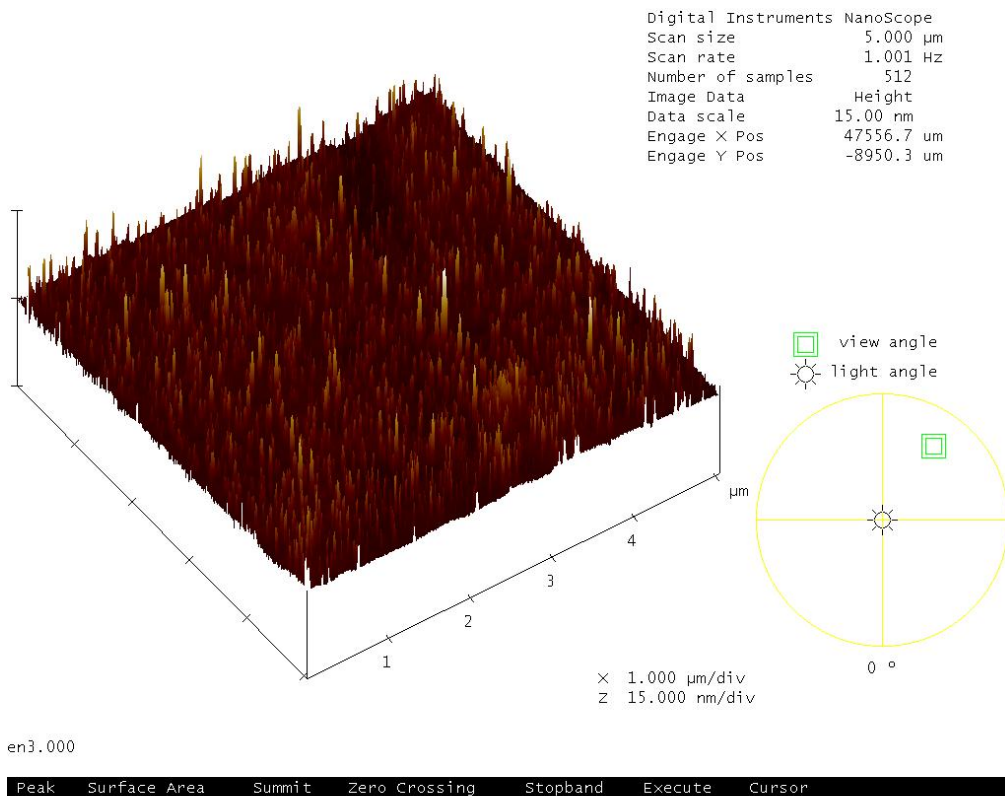 Digital Instruments NanoScope
Scan size 5.000 µm
Scan rate 1.001 Hz
Number of samples 512
Image Data Height
Data scale 15.00 nm
Engage X Pos 47556.7 um
Engage Y Pos -8950.3 um
view angle
light angle
µm
4
3
2
1
0 º
X 1.000 µm/div
Z 15.000 nm/div
en3.000
Peak Surface Area Summit Zero Crossing Stopband Execute Cursor